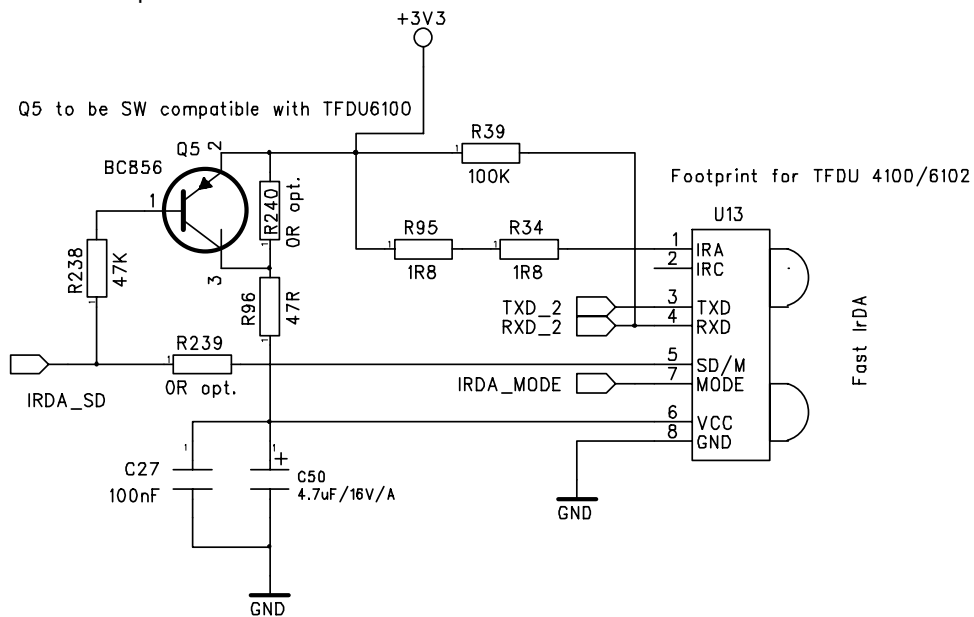 +3V3
Q5 to be SW compatible with TFDU6100
Q5
2
BC856
1
3
R240
0R opt.
1
R39
1
100K
Footprint for TFDU 4100/6102
U13
R238
47K
1
R95
1
1R8
R34
1
1R8
1 IRA
2 IRC
R96
47R
1
TXD_2
3 TXD
RXD_2
4 RXD
Fast IrDA
IRDA_SD
R239
1
0R opt.
5 SD/M
IRDA_MODE
7 MODE
6 VCC
8 GND
C27
1
100nF
C50
1
+
4.7uF/16V/A
GND
GND